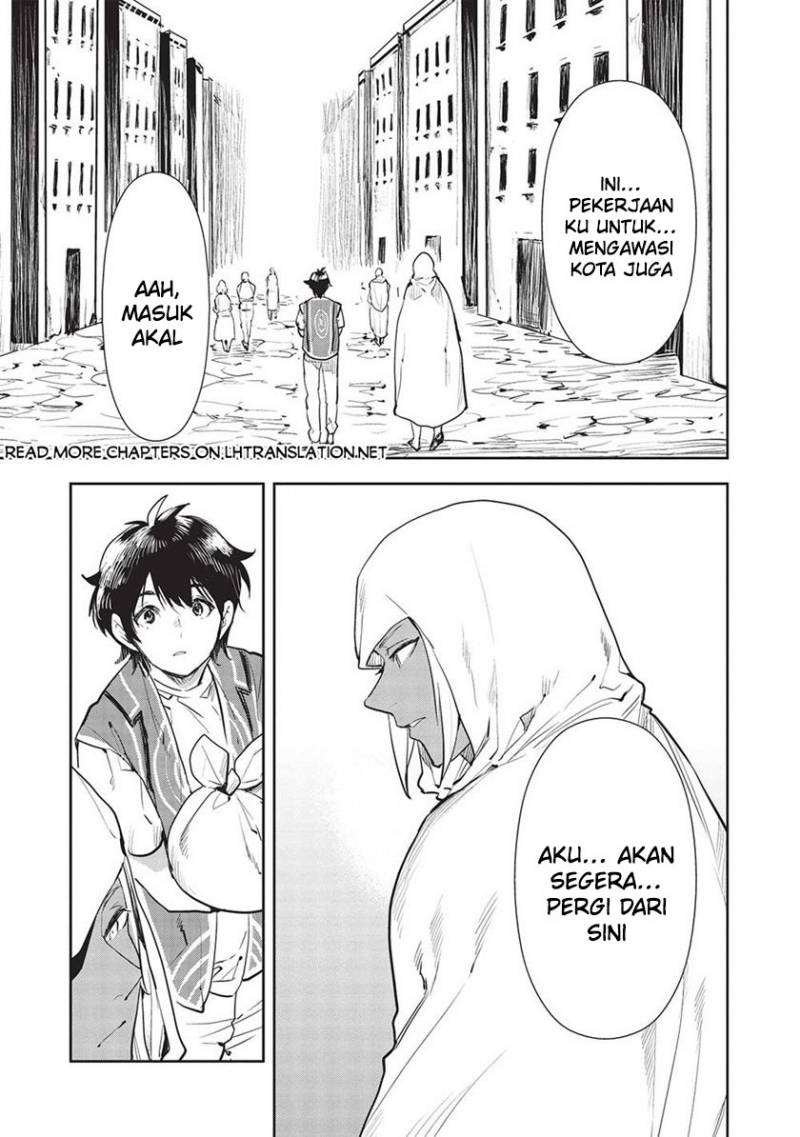 INI...
PEKERJAAN
KU UNTUK...
MENGAWASI
KOTA JUGA
AAH,
MASUK
AKAL
READ MORE CHAPTERS ON LHTRANSLATION.NET
AKU... AKAN
SEGERA...
PERGI DARI
SINI